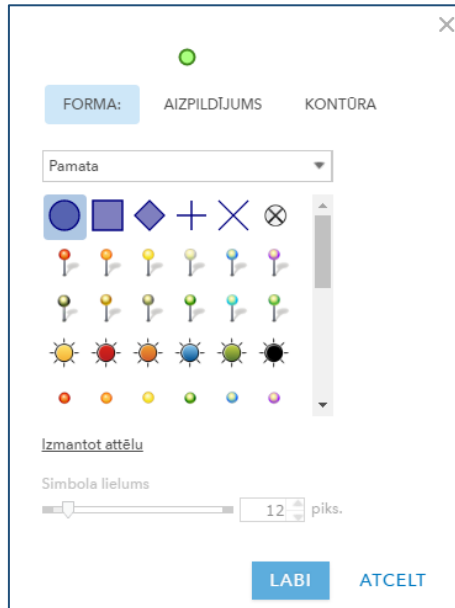 FORMA: AIZPILDĪJUMS KONTŪRA
Pamata
Izmantot attēlu
Simbola lielums
12 piks.
LABI ATCELT